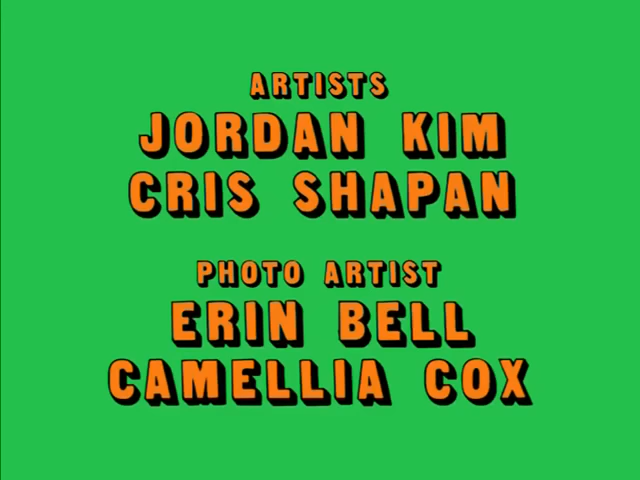 ARTISTS
JORDAN KIM
CRIS SHAPAN
PHOTO ARTIST
ERIN BELL
CAMELLIA COX